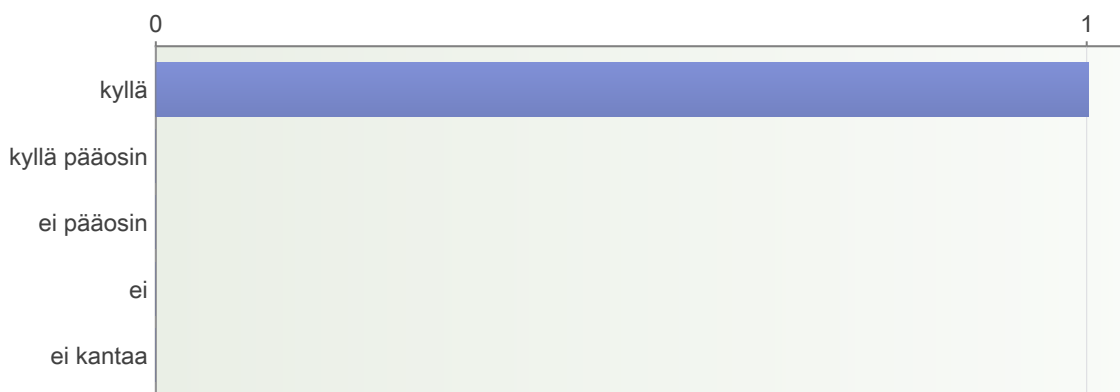 0 1
kyllä
kyllä pääosin
ei pääosin
ei
ei kantaa